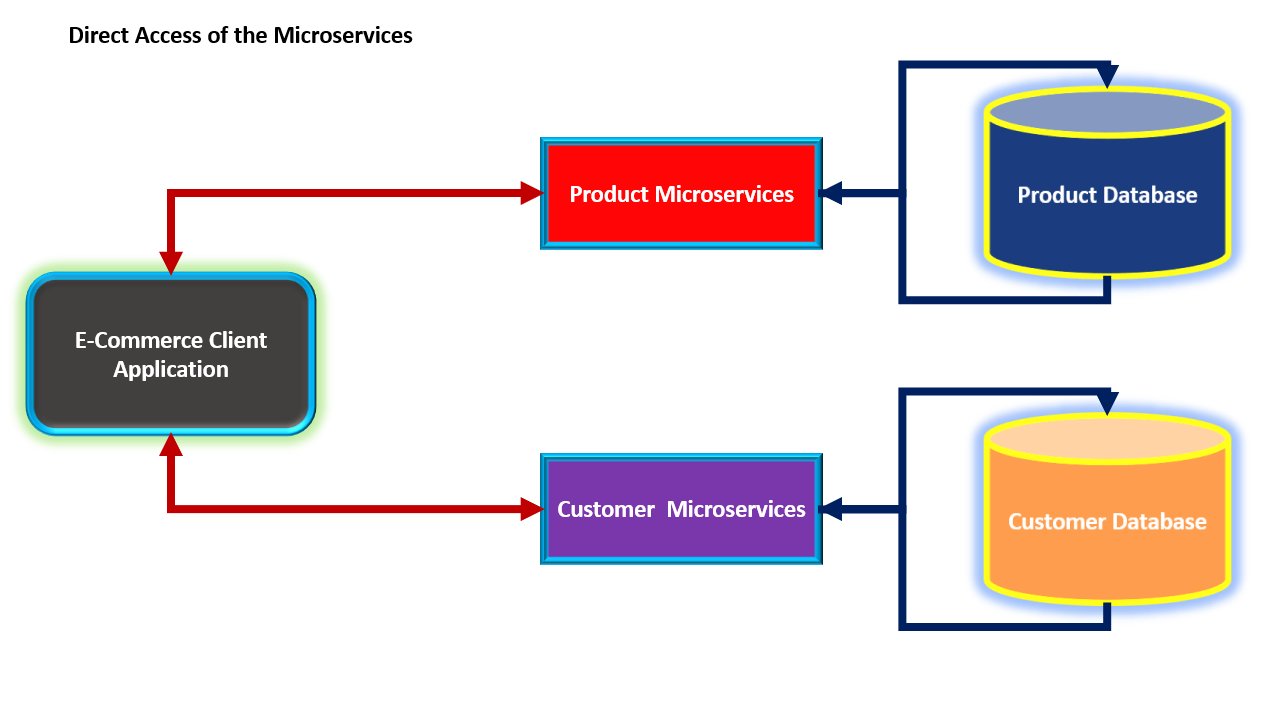 Direct Access of the Microservices
Product Microservices
Product Database
E-Commerce Client
Application
Customer  Microservices
Customer Database